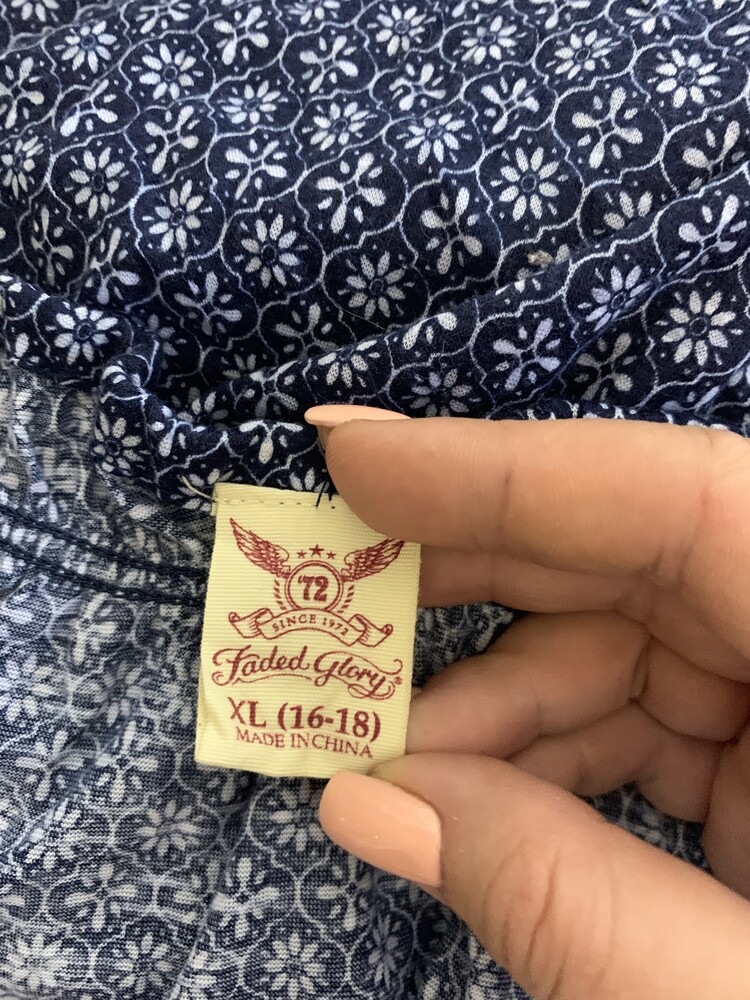 '72
SINCE 1972
Faded Glory®
XL (16-18)
MADE IN CHINA